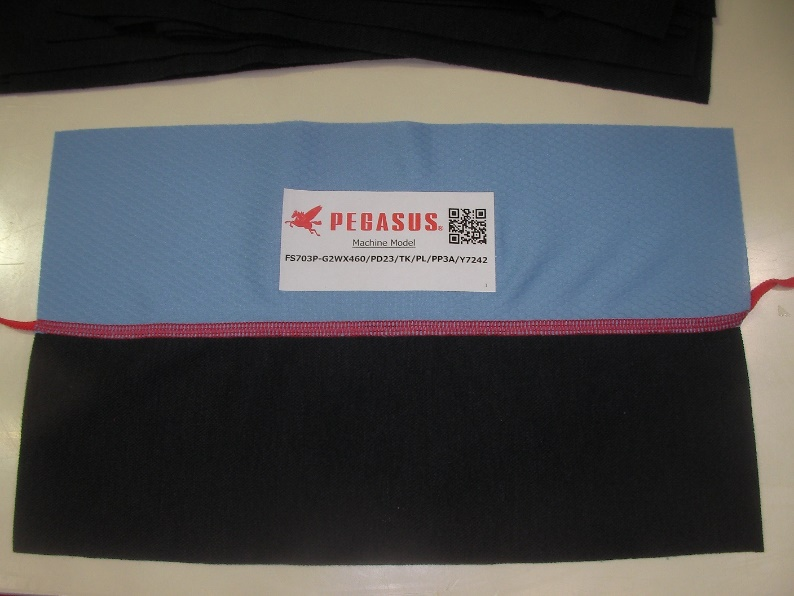 PEGASUS®
Machine Model
FS703P-G2WX460/PD23/TK/PL/PP3A/Y7242